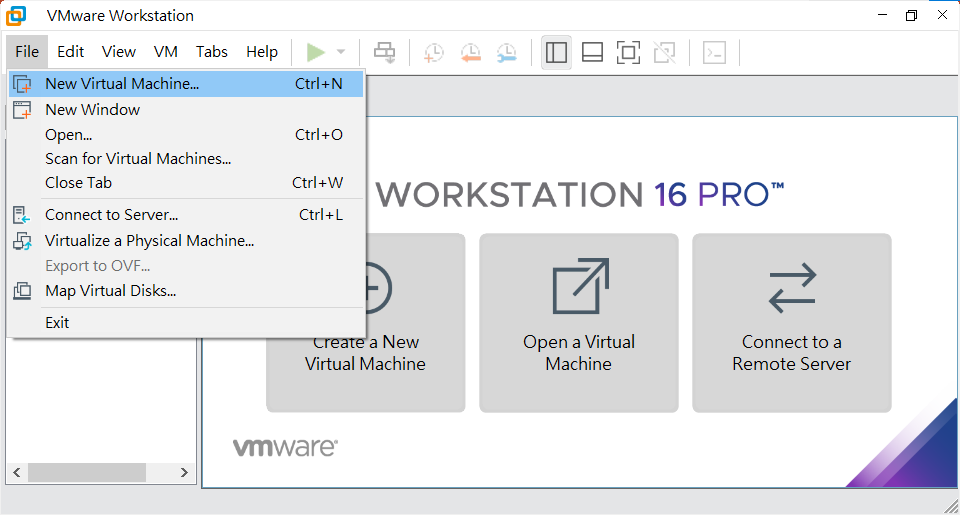 VMware Workstation
File Edit View VM Tabs Help
New Virtual Machine... Ctrl+N
New Window
Open... Ctrl+O
Scan for Virtual Machines...
Close Tab Ctrl+W
Connect to Server... Ctrl+L
Virtualize a Physical Machine...
Export to OVF...
Map Virtual Disks...
Exit
WORKSTATION 16 PRO™
Create a New
Virtual Machine
Open a Virtual
Machine
Connect to a
Remote Server
vmware®